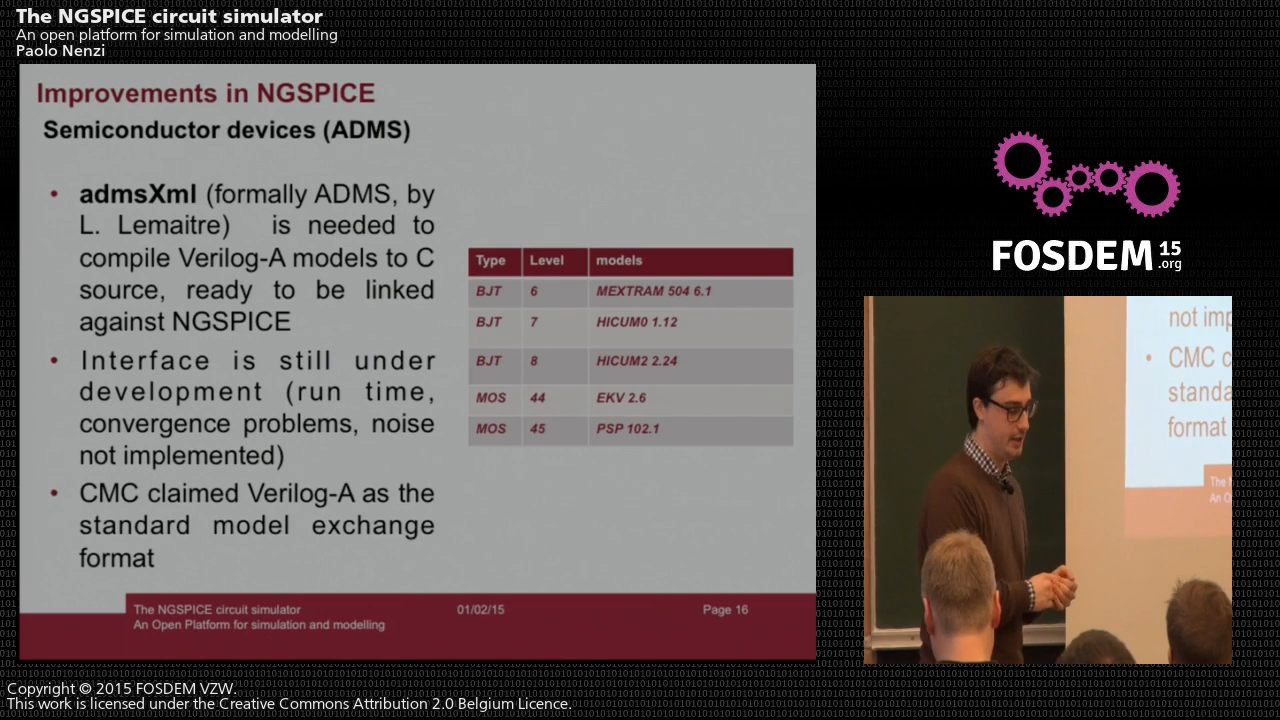 The NGSPICE circuit simulator
An open platform for simulation and modelling
Paolo Nenzi
Improvements in NGSPICE
Semiconductor devices (ADMS)
• admsXml (formally ADMS, by
L. Lemaitre) is needed to
compile Verilog-A models to C
source, ready to be linked
against NGSPICE
• Interface is still under
development (run time,
convergence problems, noise
not implemented)
• CMC claimed Verilog-A as the
standard model exchange
format
Type Level models
BJT 6 MEXTRAM 504 6.1
BJT 7 HICUM0 1.12
BJT 8 HICUM2 2.24
MOS 44 EKV 2.6
MOS 45 PSP 102.1
The NGSPICE circuit simulator 01/02/15 Page 16
An Open Platform for simulation and modelling
FOSDEM 15
.org
not imp
• CMC c
standa
format
The N
An O
Copyright © 2015 FOSDEM VZW.
This work is licensed under the Creative Commons Attribution 2.0 Belgium Licence.